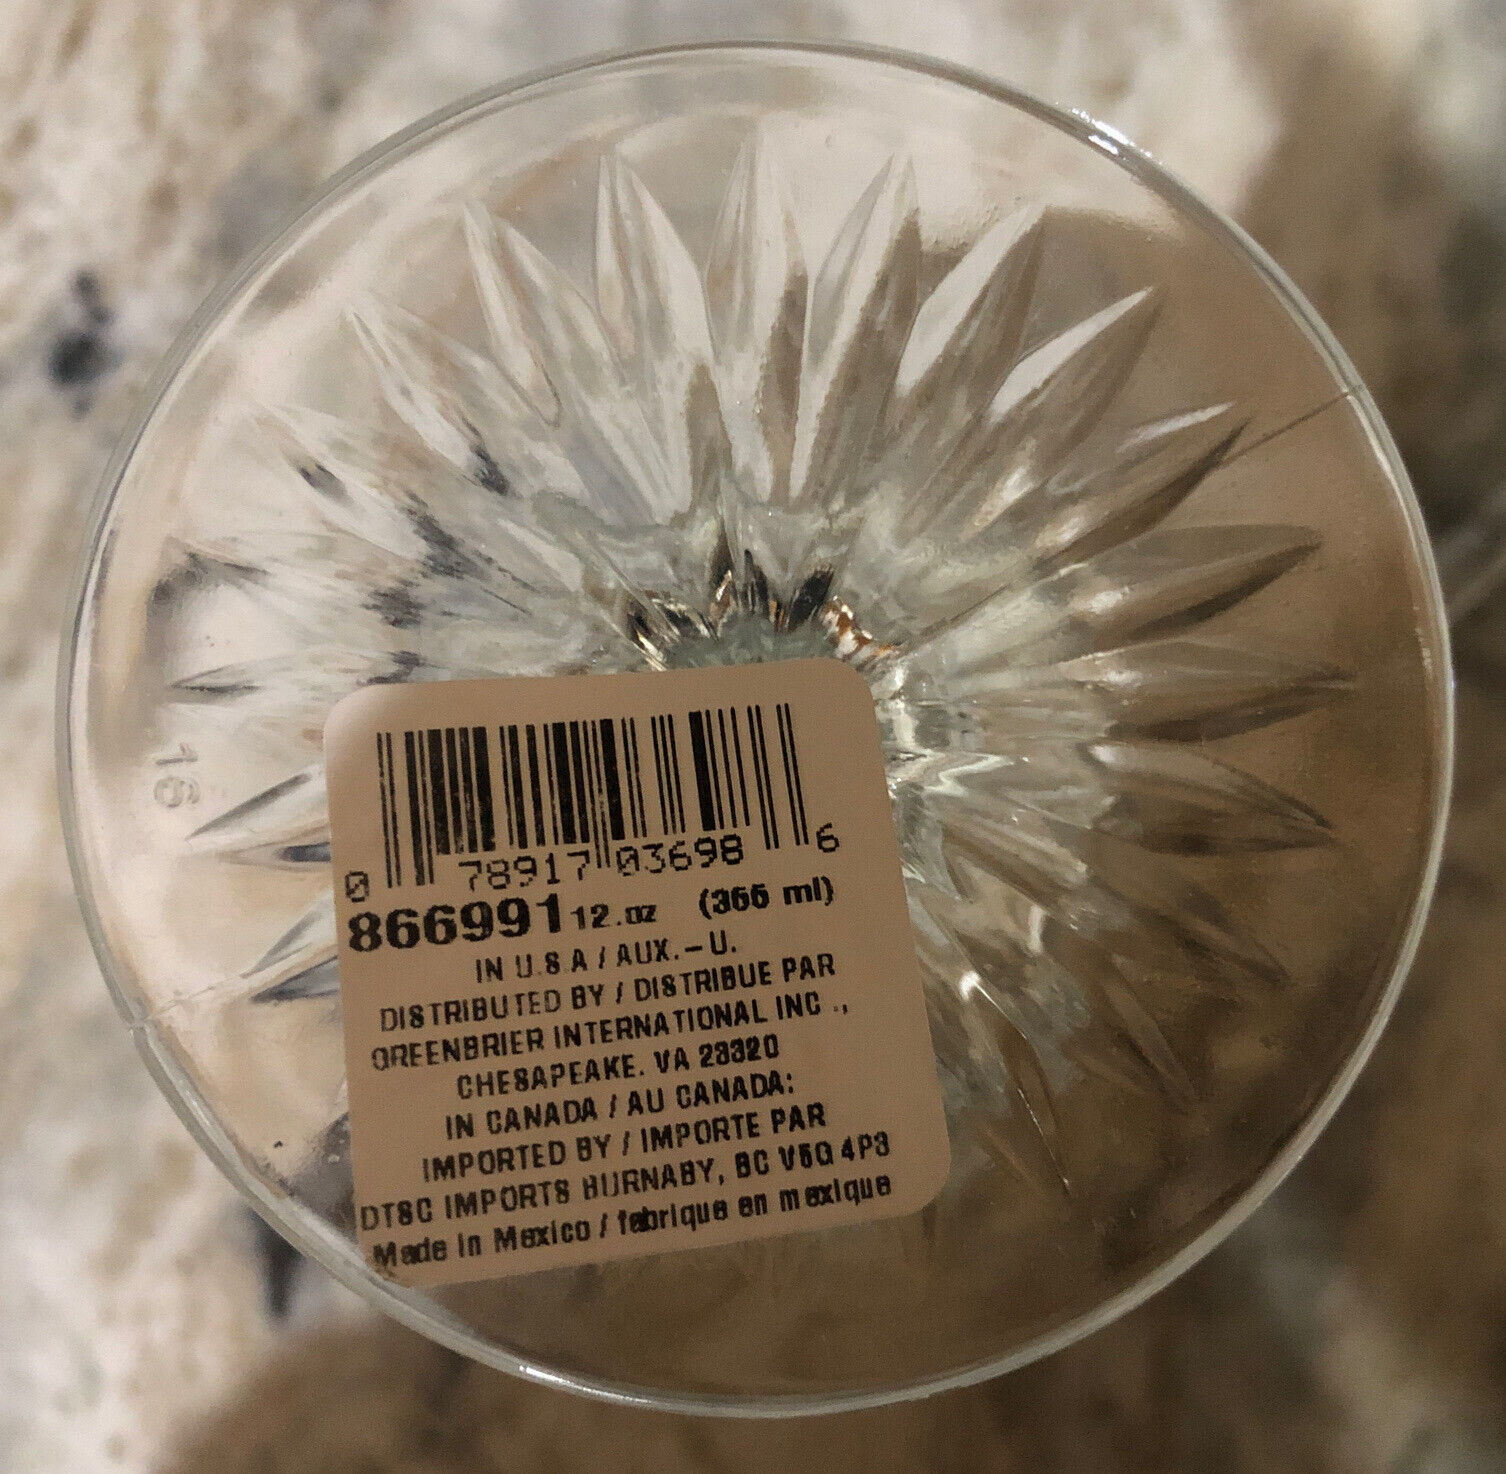 16
0 78917 03698 6
866991 12.oz (355 ml)
IN U.S.A / AUX. - U.
DISTRIBUTED BY / DISTRIBUE PAR
GREENBRIER INTERNATIONAL INC .,
CHESAPEAKE. VA 23320
IN CANADA / AU CANADA:
IMPORTED BY / IMPORTE PAR
DTSC IMPORTS BURNABY, BC V5G 4P3
Made in Mexico / fabrique en mexique